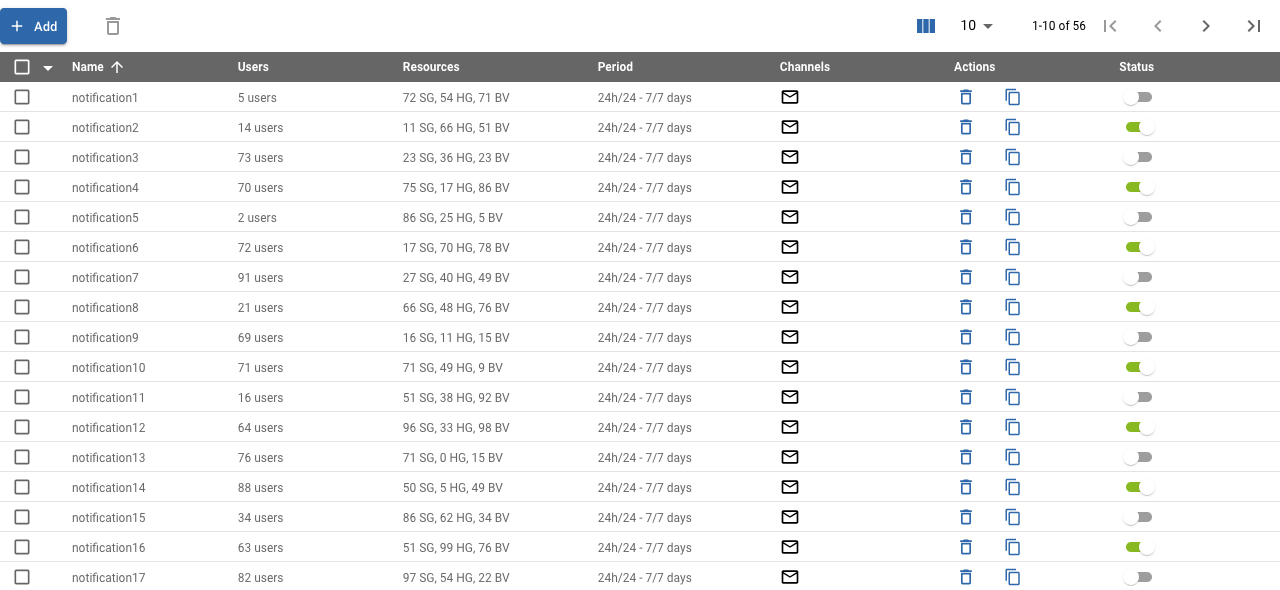 Add 10 1-10 of 56
Name Users Resources Period Channels Actions Status
notification1 5 users 72 SG, 54 HG, 71 BV 24h/24 - 7/7 days
notification2 14 users 11 SG, 66 HG, 51 BV 24h/24 - 7/7 days
notification3 73 users 23 SG, 36 HG, 23 BV 24h/24 - 7/7 days
notification4 70 users 75 SG, 17 HG, 86 BV 24h/24 - 7/7 days
notification5 2 users 86 SG, 25 HG, 5 BV 24h/24 - 7/7 days
notification6 72 users 17 SG, 70 HG, 78 BV 24h/24 - 7/7 days
notification7 91 users 27 SG, 40 HG, 49 BV 24h/24 - 7/7 days
notification8 21 users 66 SG, 48 HG, 76 BV 24h/24 - 7/7 days
notification9 69 users 16 SG, 11 HG, 15 BV 24h/24 - 7/7 days
notification10 71 users 71 SG, 49 HG, 9 BV 24h/24 - 7/7 days
notification11 16 users 51 SG, 38 HG, 92 BV 24h/24 - 7/7 days
notification12 64 users 96 SG, 33 HG, 98 BV 24h/24 - 7/7 days
notification13 76 users 71 SG, 0 HG, 15 BV 24h/24 - 7/7 days
notification14 88 users 50 SG, 5 HG, 49 BV 24h/24 - 7/7 days
notification15 34 users 86 SG, 62 HG, 34 BV 24h/24 - 7/7 days
notification16 63 users 51 SG, 99 HG, 76 BV 24h/24 - 7/7 days
notification17 82 users 97 SG, 54 HG, 22 BV 24h/24 - 7/7 days